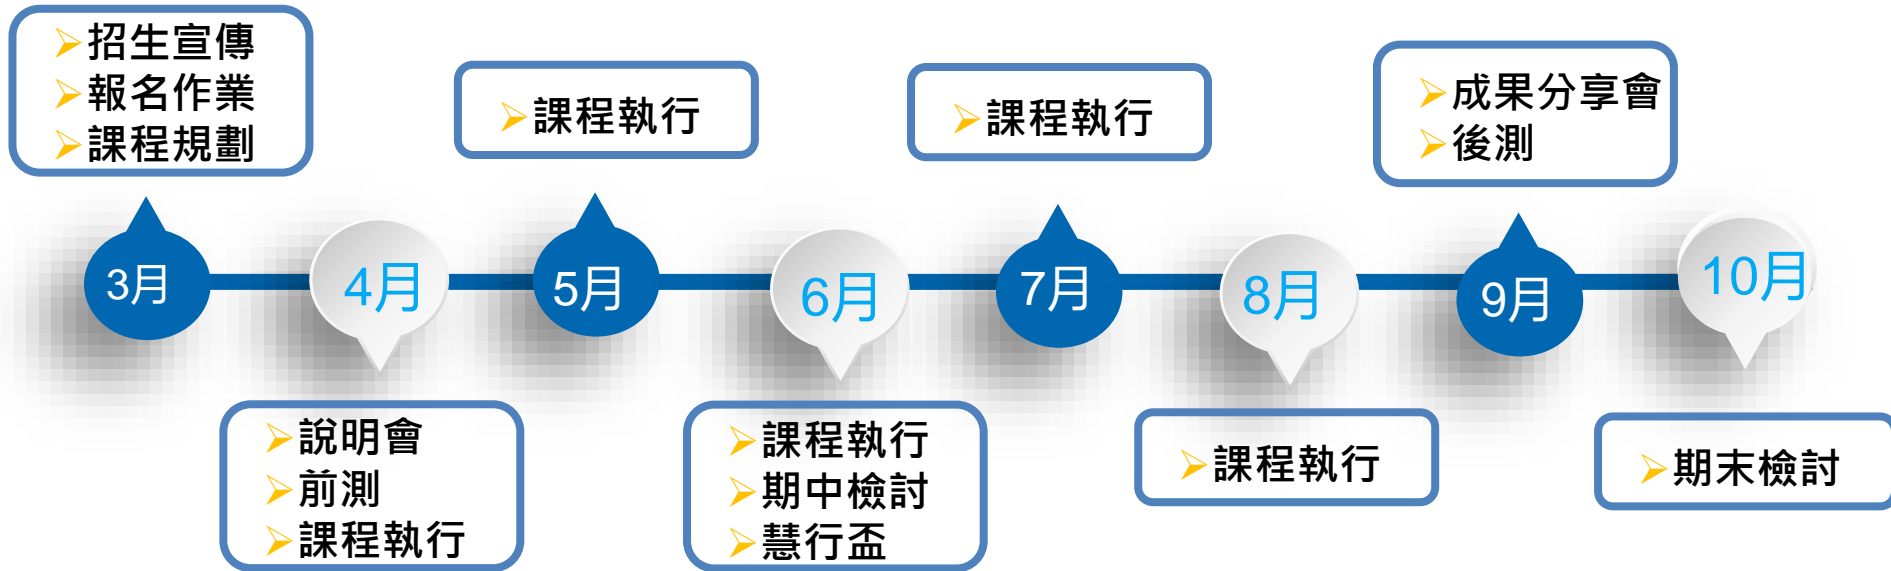 招生宣傳
報名作業
課程規劃
課程執行
課程執行
成果分享會
後測
3月
4月
5月
6月
7月
8月
9月
10月
說明會
前測
課程執行
課程執行
期中檢討
慧行盃
課程執行
期末檢討